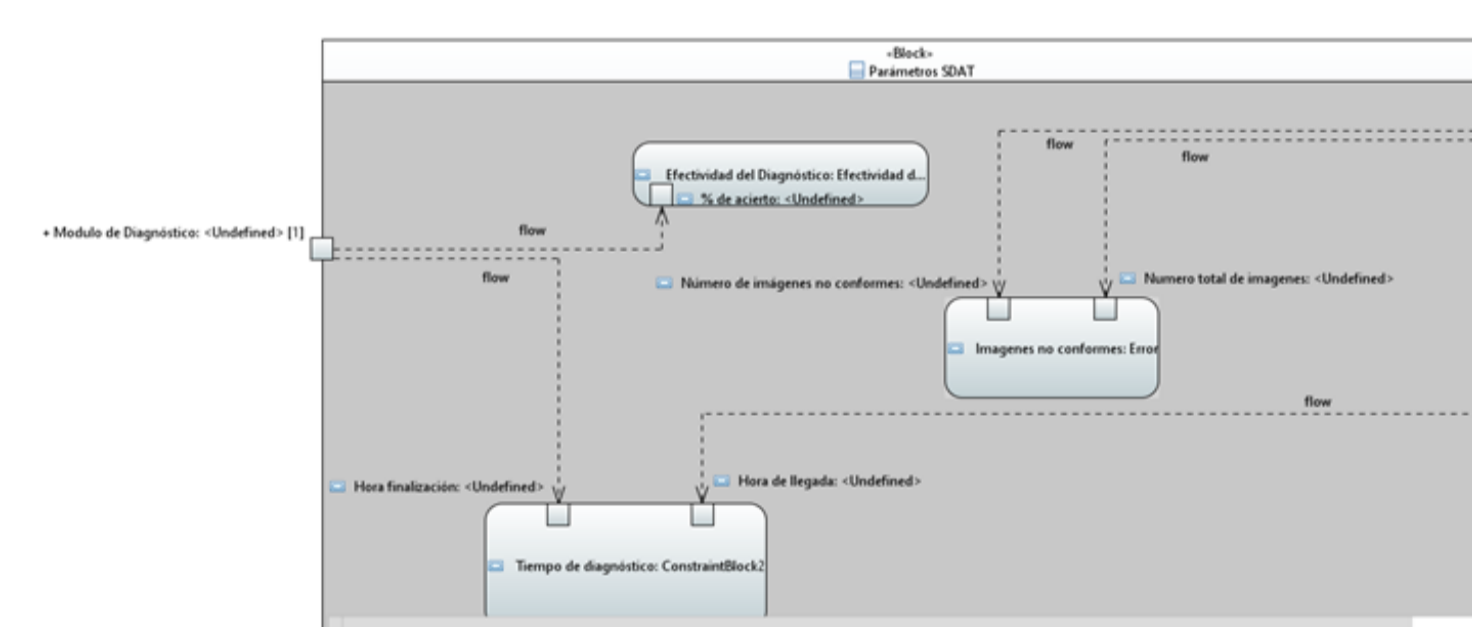 «Block»
Parámetros SDAT
flow
flow
Efectividad del Diagnóstico: Efectividad d...
% de acierto: <Undefined>
+ Modulo de Diagnóstico: <Undefined> [1]
flow
flow
Número de imágenes no conformes: <Undefined>
Numero total de imagenes: <Undefined>
Imagenes no conformes: Error
flow
Hora finalización: <Undefined>
Hora de llegada: <Undefined>
Tiempo de diagnóstico: ConstraintBlock2